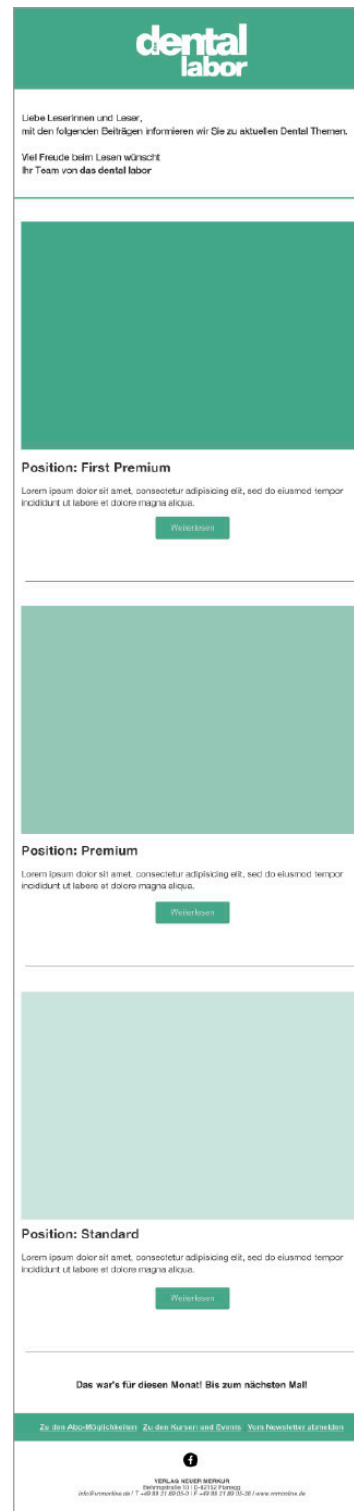 das
dental
labor
Liebe Leserinnen und Leser,
mit den folgenden Beiträgen informieren wir Sie zu aktuellen Dental Themen.
Viel Freude beim Lesen wünscht
Ihr Team von das dental labor
Position: First Premium
Lorem ipsum dolor sit amet, consectetur adipisicing elit, sed do eiusmod tempor
incididunt ut labore et dolore magna aliqua.
Weiterlesen
Position: Premium
Lorem ipsum dolor sit amet, consectetur adipisicing elit, sed do eiusmod tempor
incididunt ut labore et dolore magna aliqua.
Weiterlesen
Position: Standard
Lorem ipsum dolor sit amet, consectetur adipisicing elit, sed do eiusmod tempor
incididunt ut labore et dolore magna aliqua.
Weiterlesen
Das war's für diesen Monat! Bis zum nächsten Mal!
Zu den Abo-Möglichkeiten Zu den Kursen und Events Vom Newsletter abmelden
VERLAG NEUER MERKUR
Behringstraße 10 | D-82152 Planegg